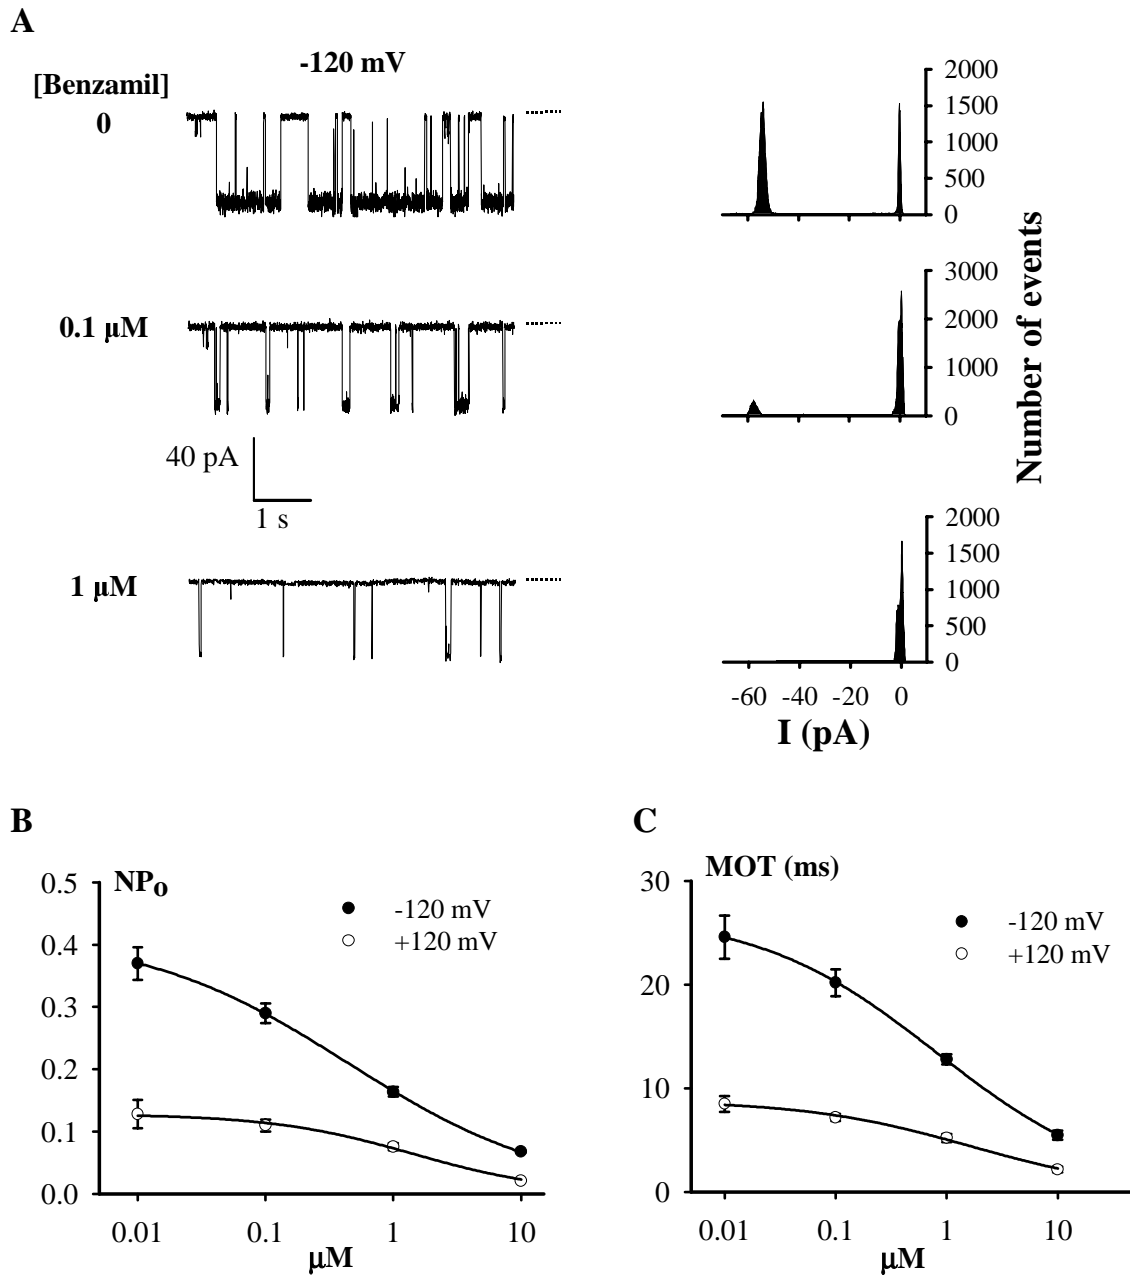 A
-120 mV
[Benzamil]
0
2000
1500
1000
500
0
0.1 µM
3000
2000
1000
0
Number of events
40 pA
1 s
1 µM
2000
1500
1000
500
0
-60 -40 -20 0
I (pA)
B
NPo
0.5
0.4
0.3
0.2
0.1
0.0
-120 mV
+120 mV
0.01 0.1 1 10
µM
C
MOT (ms)
30
20
10
0
-120 mV
+120 mV
0.01 0.1 1 10
µM